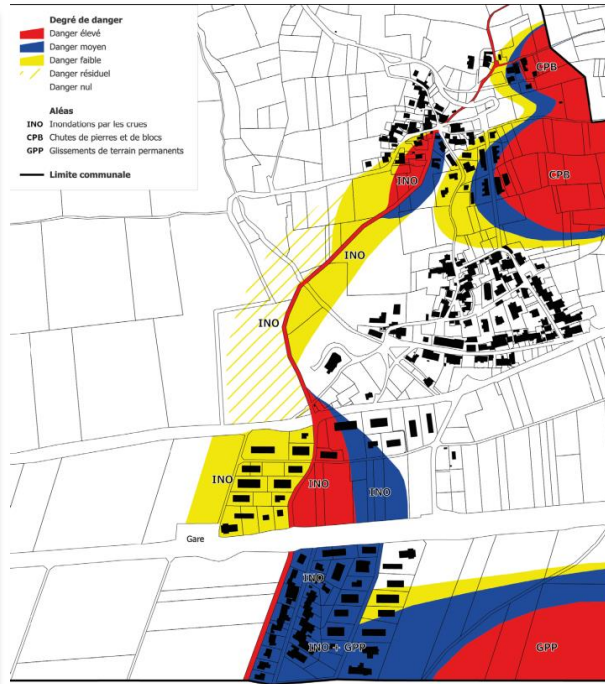 Degré de danger
Danger élevé
Danger moyen
Danger faible
Danger résiduel
Danger nul
Aléas
INO Inondations par les crues
CPB Chutes de pierres et de blocs
GPP Glissements de terrain permanents
Limite communale
CPB
CPB
INO
INO
INO
INO
INO
INO
Gare
INO
INO + GPP
GPP